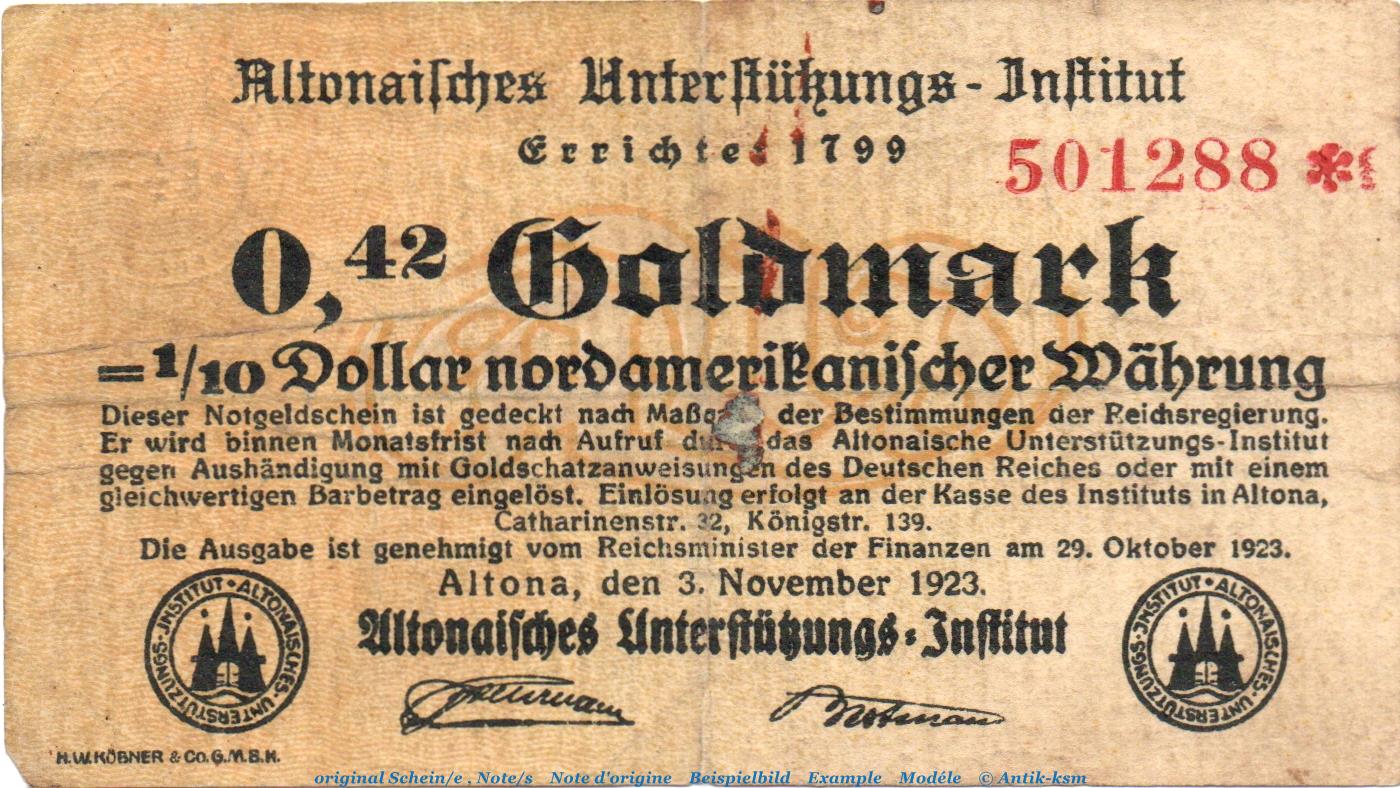 Altonaisches Unterstützungs-Institut
Errichtet 1799
501288 *
0,42 Goldmark
= 1/10 Dollar nordamerikanischer Währung
Dieser Notgeldschein ist gedeckt nach der Bestimmungen der Reichsregierung.
Er wird binnen Monatsfrist nach Aufruf durch das Altonaische Unterstützungs-Institut
gegen Aushändigung mit Goldschatzanweisungen des Deutschen Reiches oder mit einem
gleichwertigen Barbetrag eingelöst. Einlösung erfolgt an der Kasse des Instituts in Altona,
Catharinenstr. 32, Königstr. 139.
Die Ausgabe ist genehmigt vom Reichsminister der Finanzen am 29. Oktober 1923.
Altona, den 3. November 1923.
Altonaisches Unterstützungs-Institut
ALTONAISCHES-UNTERSTÜTZUNGS-INSTITUT
ALTONAISCHES-UNTERSTÜTZUNGS-INSTITUT
H.W.KÖBNER & Co.G.M.B.H.
original Schein/e . Note/s Note d'origine Beispielbild Example Modéle © Antik-ksm